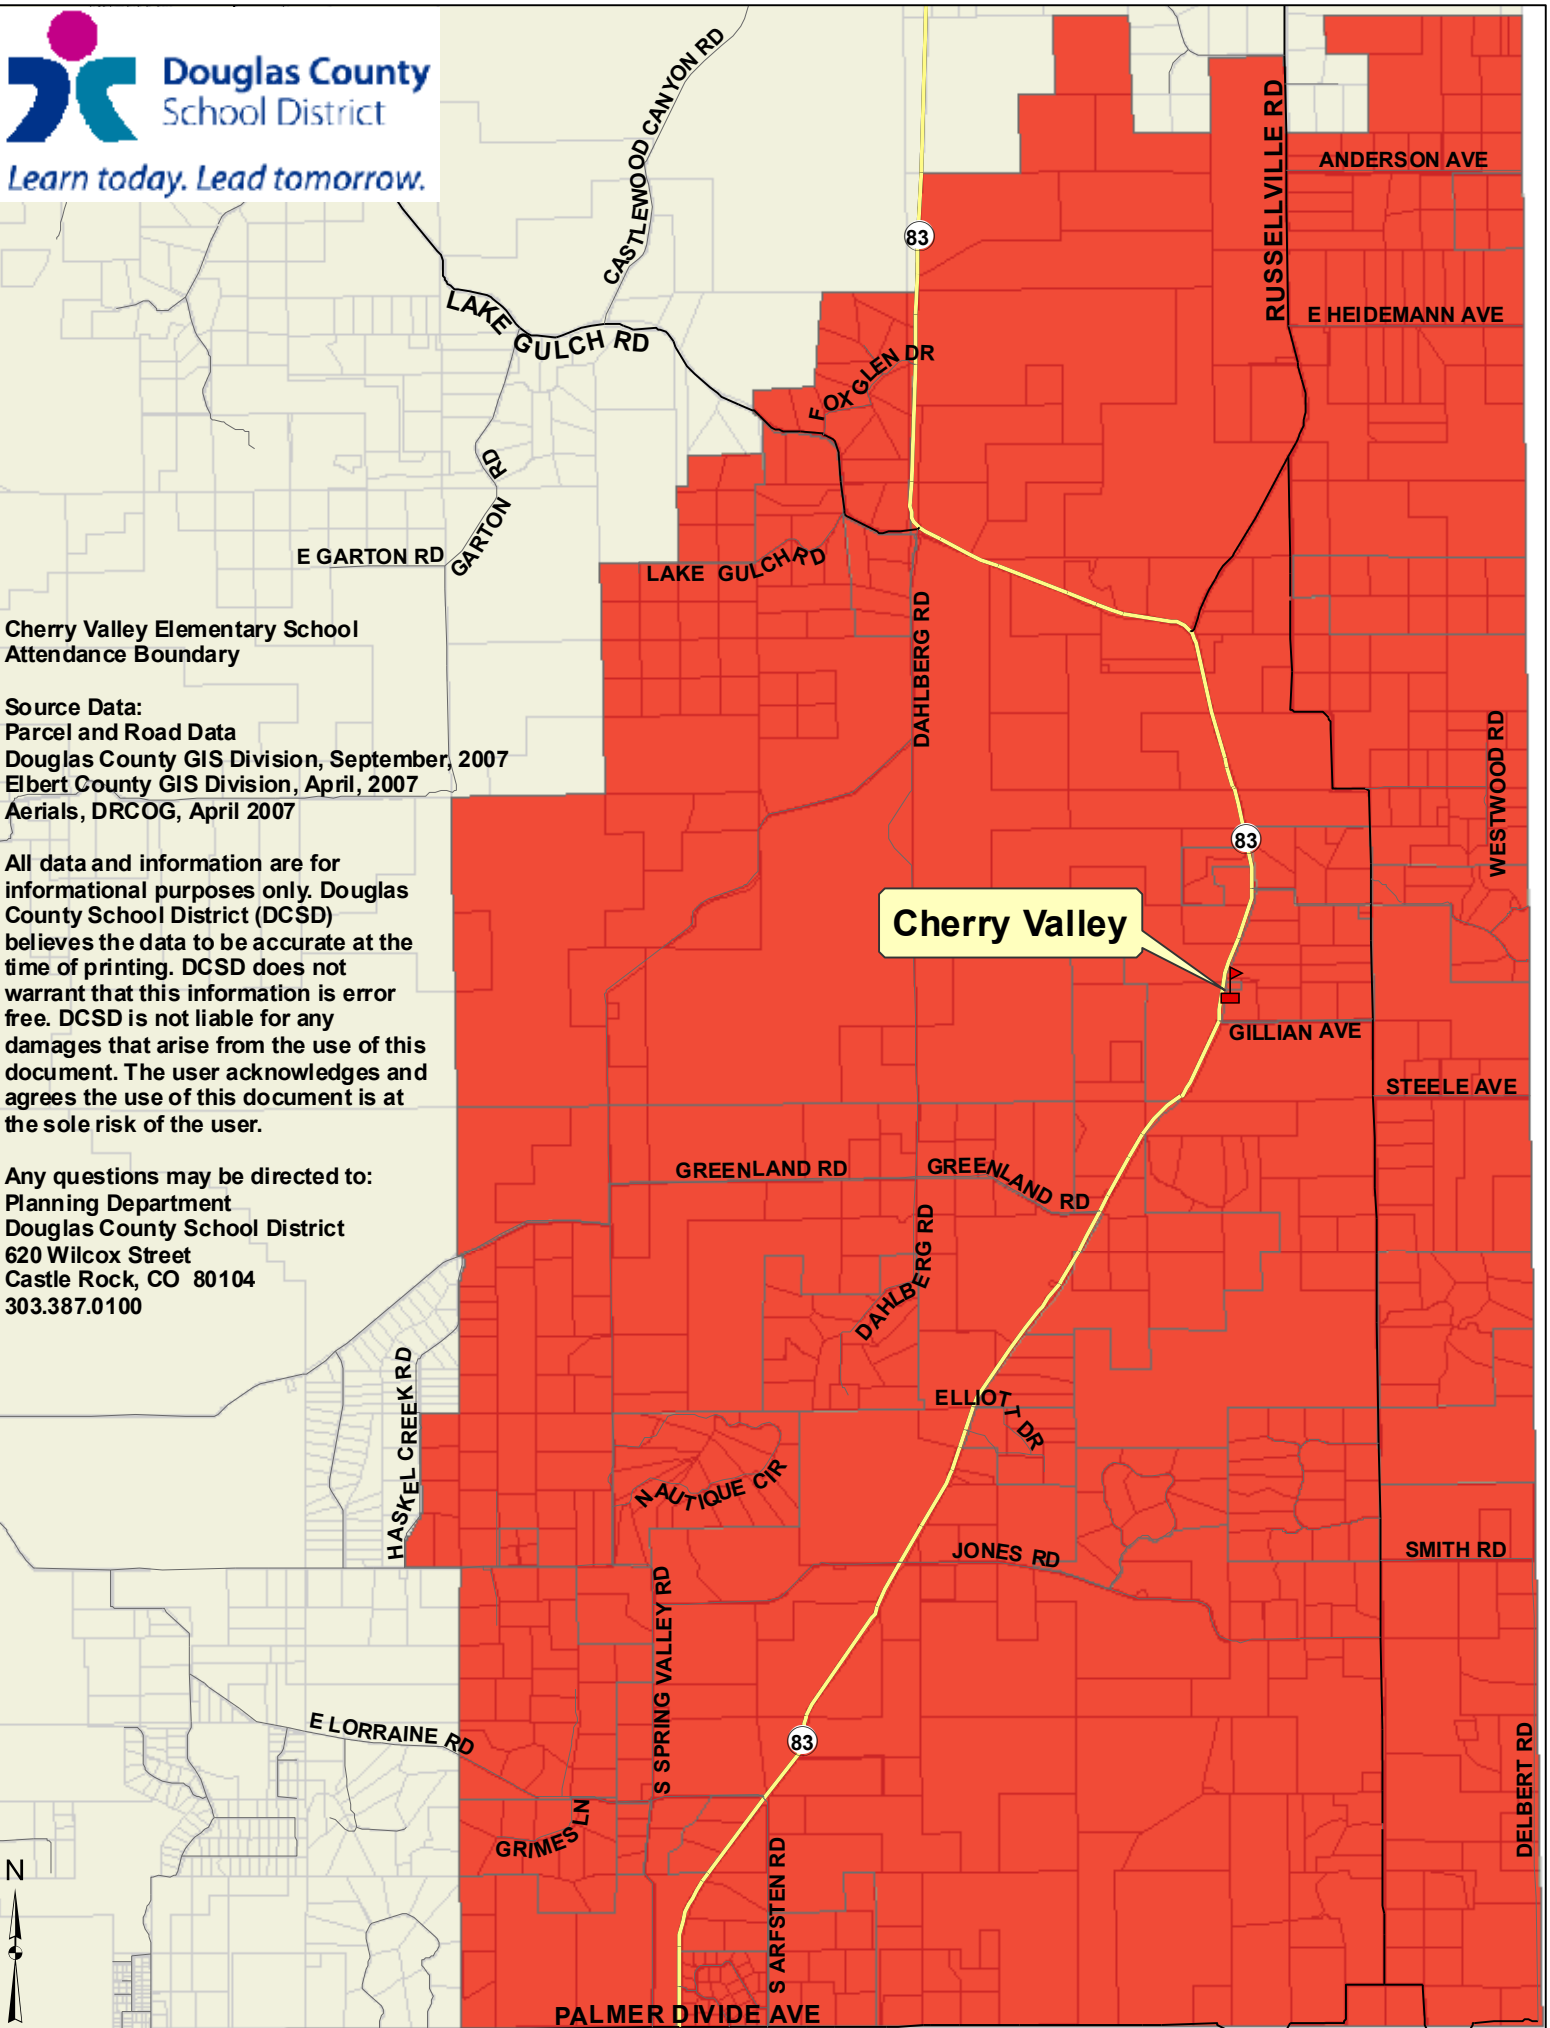 Douglas County
School District
Learn today. Lead tomorrow.
CASTLEWOOD CANYON RD
83
RUSSELLVILLE RD
ANDERSON AVE
E HEIDEMANN AVE
LAKE GULCH RD
FOXGLEN DR
GARTON RD
E GARTON RD
LAKE GULCH RD
DAHLBERG RD
Cherry Valley Elementary School
Attendance Boundary
Source Data:
Parcel and Road Data
Douglas County GIS Division, September, 2007
Elbert County GIS Division, April, 2007
Aerials, DRCOG, April 2007
WESTWOOD RD
83
All data and information are for
informational purposes only. Douglas
County School District (DCSD)
believes the data to be accurate at the
time of printing. DCSD does not
warrant that this information is error
free. DCSD is not liable for any
damages that arise from the use of this
document. The user acknowledges and
agrees the use of this document is at
the sole risk of the user.
Cherry Valley
GILLIAN AVE
STEELE AVE
Any questions may be directed to:
Planning Department
Douglas County School District
620 Wilcox Street
Castle Rock, CO 80104
303.387.0100
GREENLAND RD
GREENLAND RD
DAHLBERG RD
HASKEL CREEK RD
ELLIOTT DR
NAUTIQUE CIR
JONES RD
SMITH RD
S SPRING VALLEY RD
E LORRAINE RD
83
DELBERT RD
GRIMES LN
S ARFSTEN RD
N
PALMER DIVIDE AVE